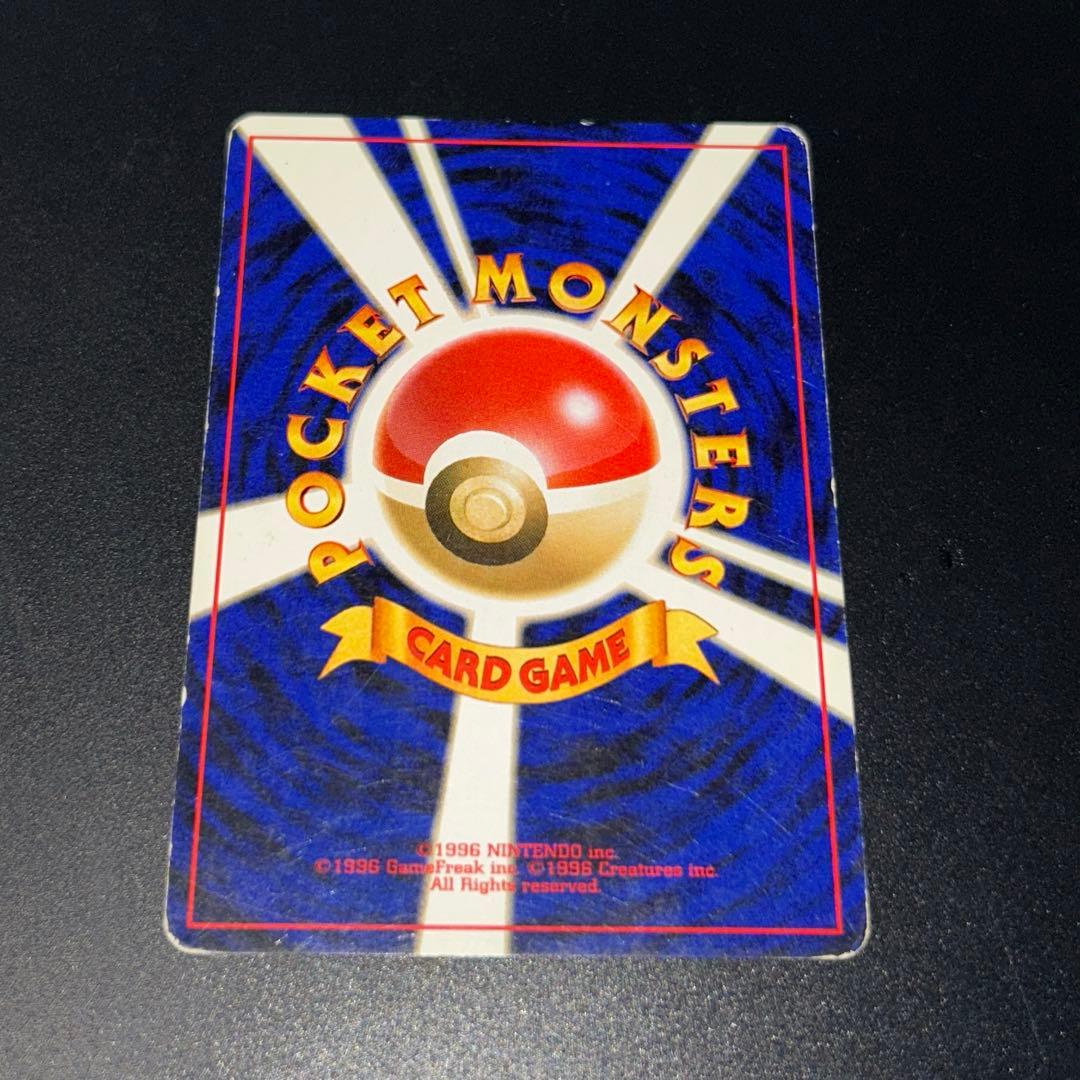 POCKET MONSTERS
CARD GAME
©1996 NINTENDO inc.
©1996 GameFreak inc. ©1996 Creatures inc.
All Rights reserved.